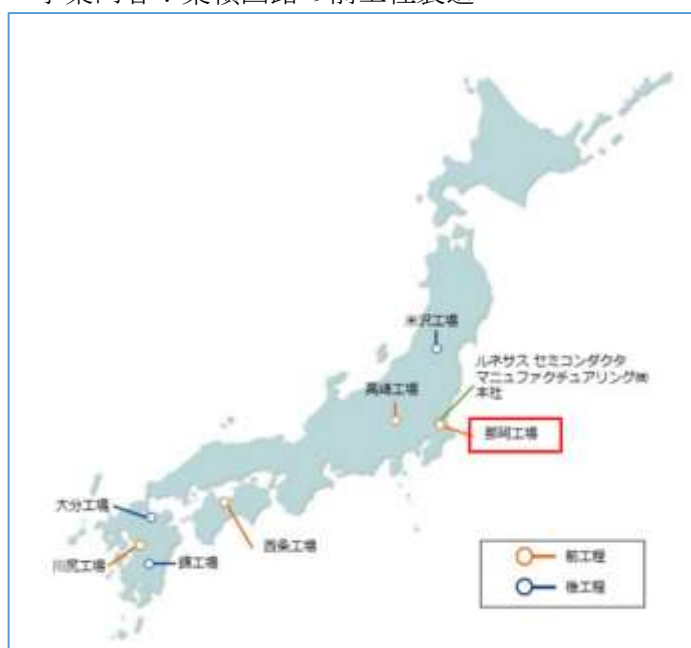 事業内容：集積回路の前工程製造
米沢工場
ルネサス セミコンダクタ
マニュファクチュアリング㈱
本社
高崎工場
那珂工場
大分工場
西条工場
川尻工場
錦工場
前工程
後工程